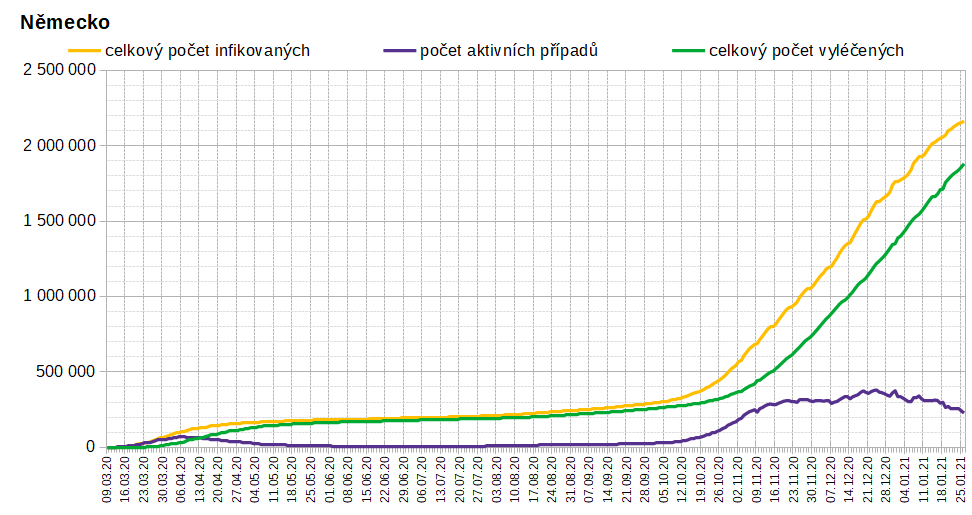 Německo
celkový počet infikovaných počet aktivních případů celkový počet vyléčených
2 500 000
2 000 000
1 500 000
1 000 000
500 000
0
09.03.20 16.03.20 23.03.20 30.03.20 06.04.20 13.04.20 20.04.20 27.04.20 04.05.20 11.05.20 18.05.20 25.05.20 01.06.20 08.06.20 15.06.20 22.06.20 29.06.20 06.07.20 13.07.20 20.07.20 27.07.20 03.08.20 10.08.20 17.08.20 24.08.20 31.08.20 07.09.20 14.09.20 21.09.20 28.09.20 05.10.20 12.10.20 19.10.20 26.10.20 02.11.20 09.11.20 16.11.20 23.11.20 30.11.20 07.12.20 14.12.20 21.12.20 28.12.20 04.01.21 11.01.21 18.01.21 25.01.21